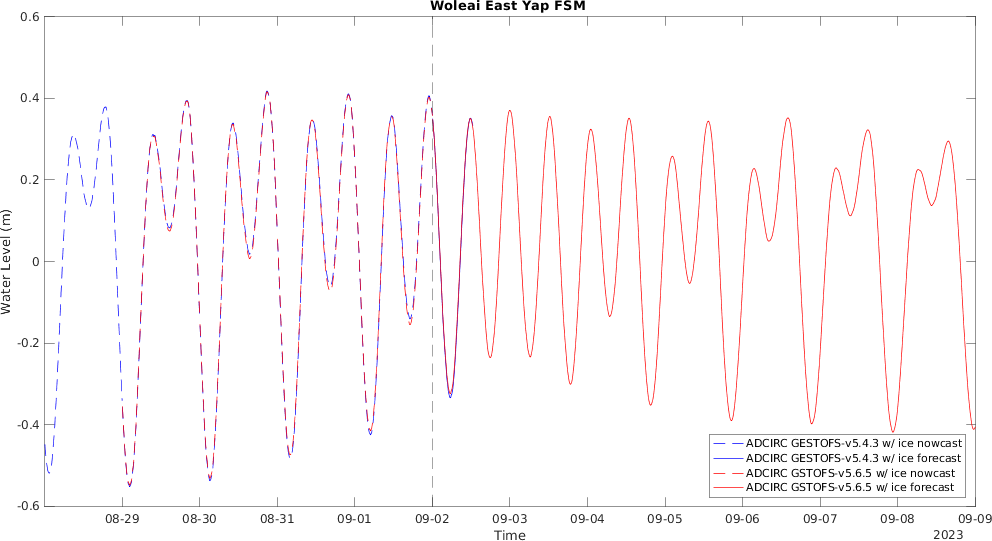 Woleai East Yap FSM
0.6
0.4
0.2
0
-0.2
-0.4
-0.6
Water Level (m)
ADCIRC GESTOFS-v5.4.3 w/ ice nowcast
ADCIRC GESTOFS-v5.4.3 w/ ice forecast
ADCIRC GSTOFS-v5.6.5 w/ ice nowcast
ADCIRC GSTOFS-v5.6.5 w/ ice forecast
08-29 08-30 08-31 09-01 09-02 09-03 09-04 09-05 09-06 09-07 09-08 09-09
Time
2023